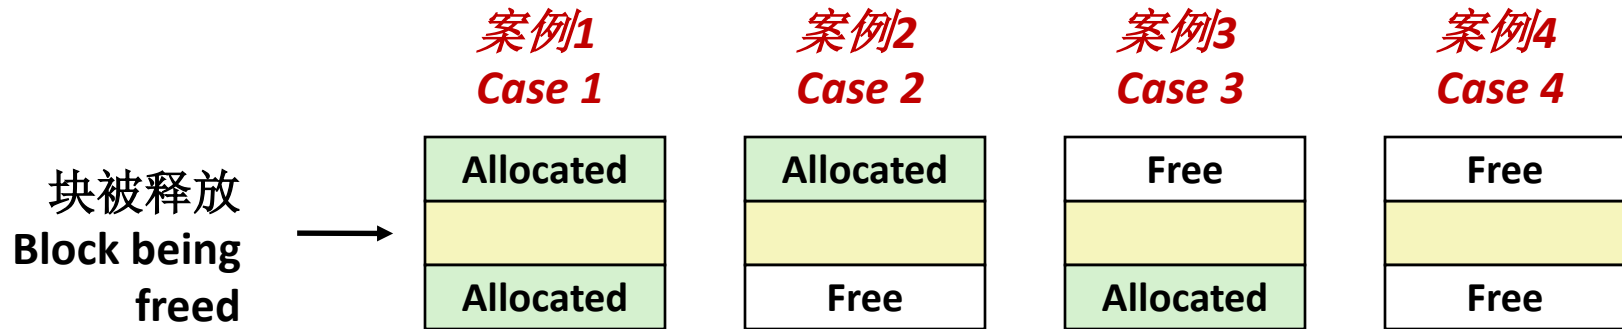 案例1 案例2 案例3 案例4
Case 1 Case 2 Case 3 Case 4
Allocated Allocated Free Free
块被释放
Block being
freed
Allocated Free Allocated Free